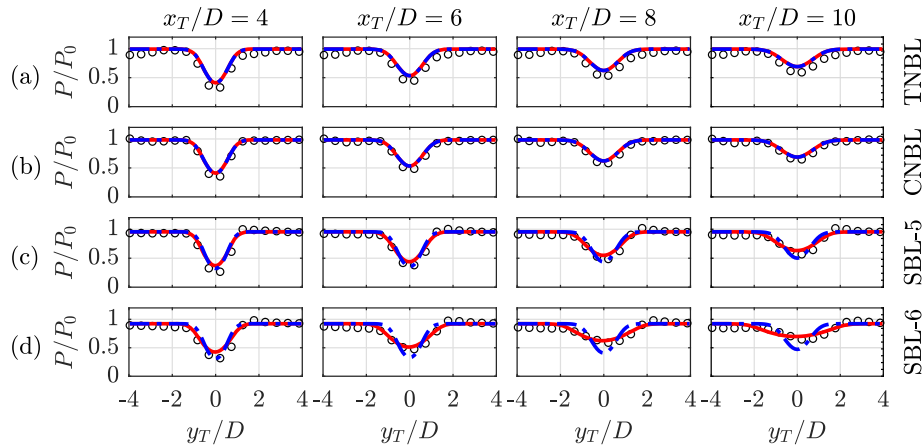 x_T/D = 4 x_T/D = 6 x_T/D = 8 x_T/D = 10
(a) P/P_0 1 0.5 0 TNBL
(b) P/P_0 1 0.5 0 CNBL
(c) P/P_0 1 0.5 0 SBL-5
(d) P/P_0 1 0.5 0 SBL-6
-4 -2 0 2 4 -4 -2 0 2 4 -4 -2 0 2 4 -4 -2 0 2 4
y_T/D y_T/D y_T/D y_T/D